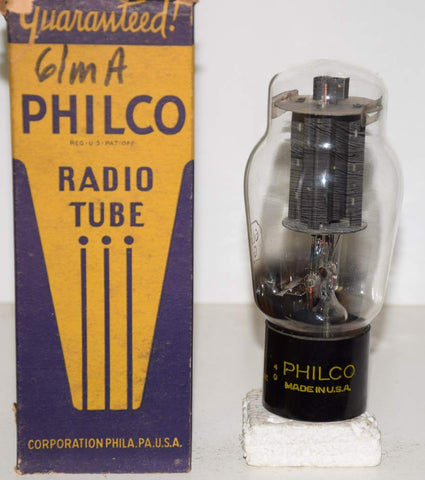 Guaranteed!
61mA
PHILCO
REG·U·S·PAT·OFF
RADIO
TUBE
CORPORATION PHILA.,PA.,U.S.A.
PHILCO
MADE IN U.S.A.